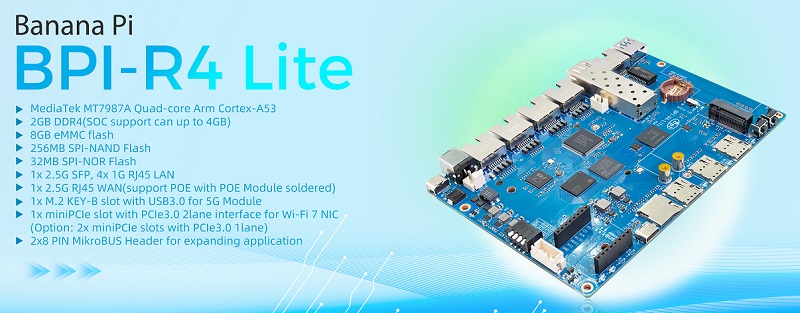 Banana Pi
BPI-R4 Lite
MediaTek MT7987A Quad-core Arm Cortex-A53
2GB DDR4(SOC support can up to 4GB)
8GB eMMC flash
256MB SPI-NAND Flash
32MB SPI-NOR Flash
1x 2.5G SFP, 4x 1G RJ45 LAN
1x 2.5G RJ45 WAN(support POE with POE Module soldered)
1x M.2 KEY-B slot with USB3.0 for 5G Module
1x miniPCIe slot with PCIe3.0 2lane interface for Wi-Fi 7 NIC
(Option: 2x miniPCIe slots with PCIe3.0 1lane)
2x8 PIN MikroBUS Header for expanding application